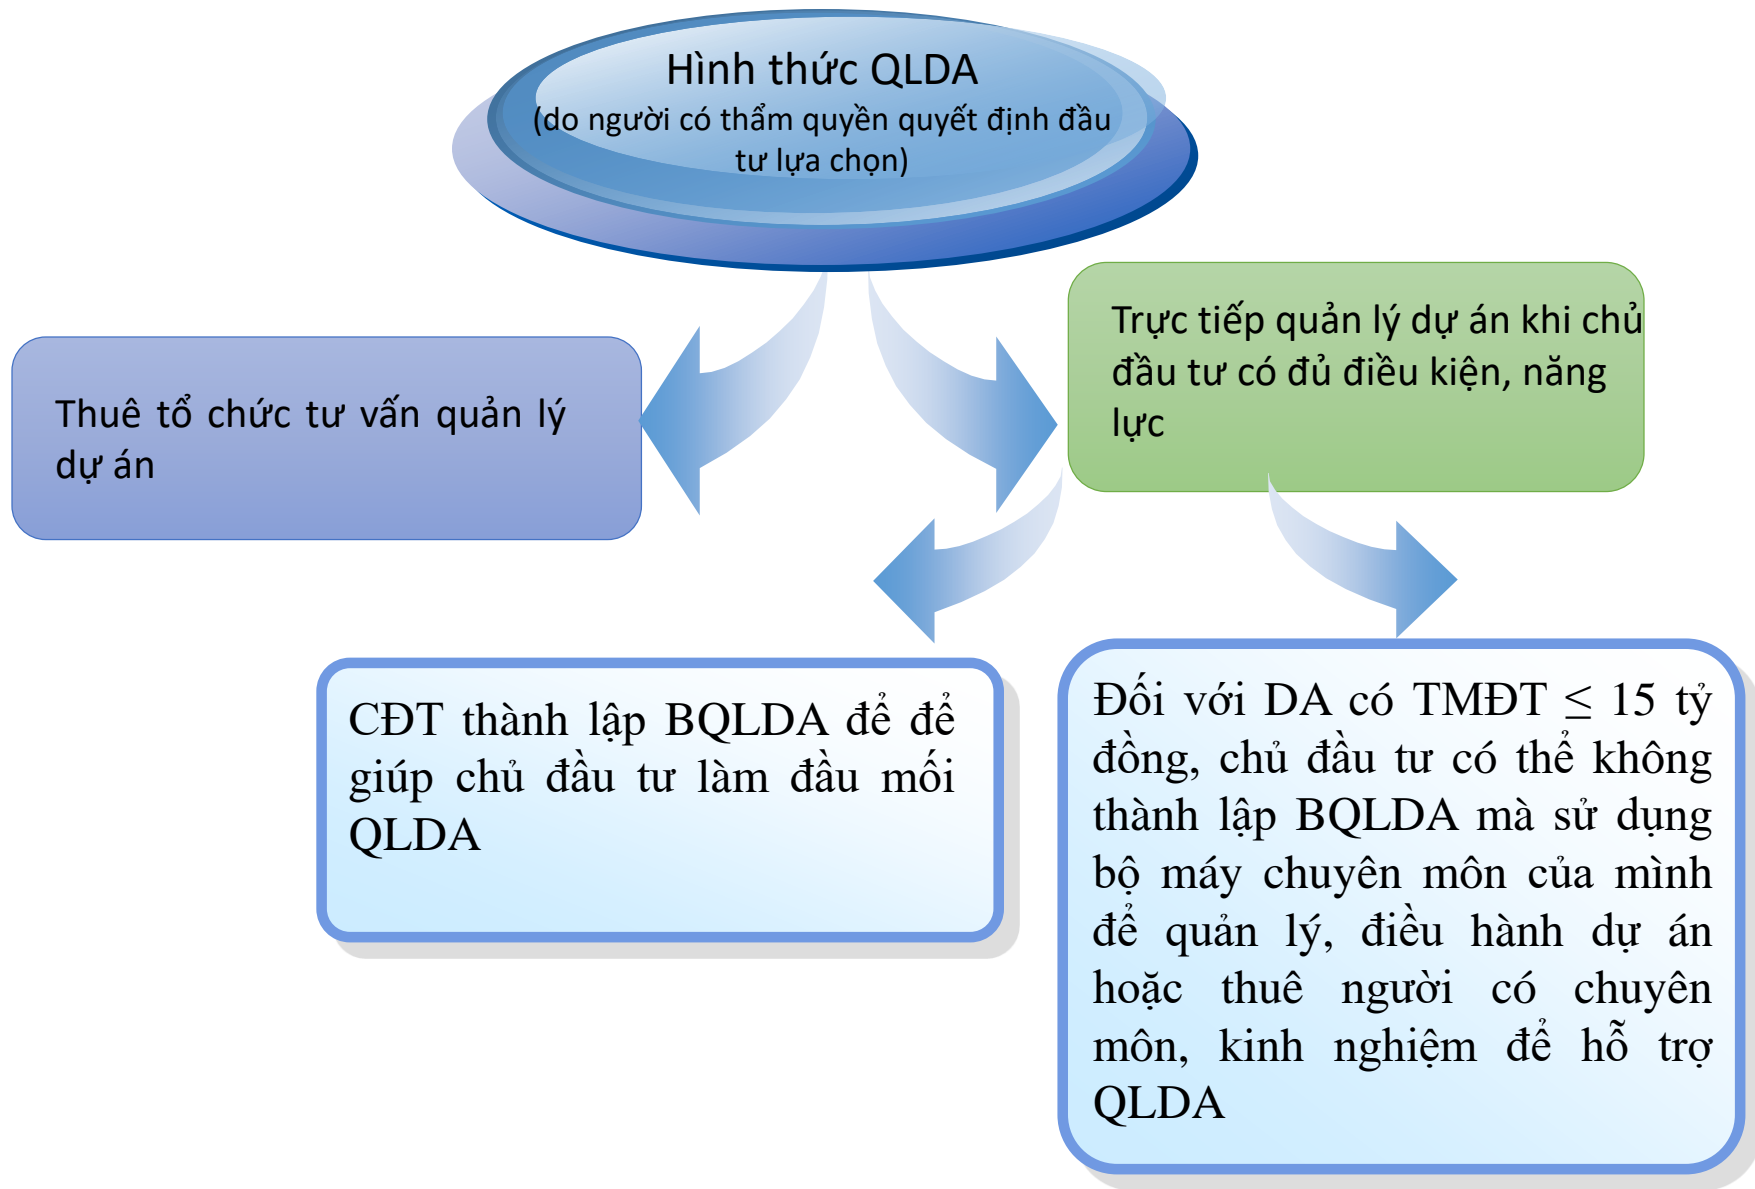 Hình thức QLDA
(do người có thẩm quyền quyết định đầu
tư lựa chọn)
Thuê tổ chức tư vấn quản lý
dự án
Trực tiếp quản lý dự án khi chủ
đầu tư có đủ điều kiện, năng
lực
CĐT thành lập BQLDA để để
giúp chủ đầu tư làm đầu mối
QLDA
Đối với DA có TMĐT ≤ 15 tỷ
đồng, chủ đầu tư có thể không
thành lập BQLDA mà sử dụng
bộ máy chuyên môn của mình
để quản lý, điều hành dự án
hoặc thuê người có chuyên
môn, kinh nghiệm để hỗ trợ
QLDA